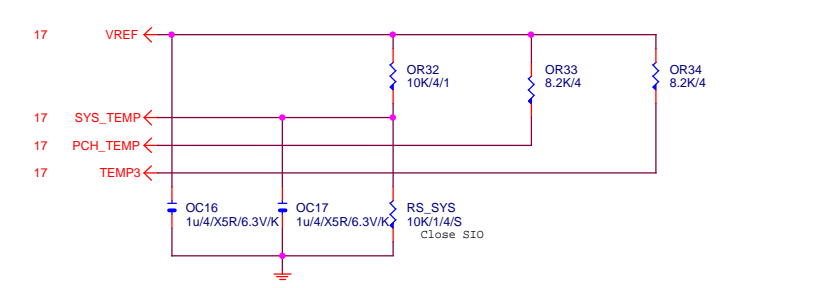 17 VREF
OR32
10K/4/1
OR33
8.2K/4
OR34
8.2K/4
17 SYS_TEMP
17 PCH_TEMP
17 TEMP3
OC16
1u/4/X5R/6.3V/K
OC17
1u/4/X5R/6.3V/K
RS_SYS
10K/1/4/S
Close SIO